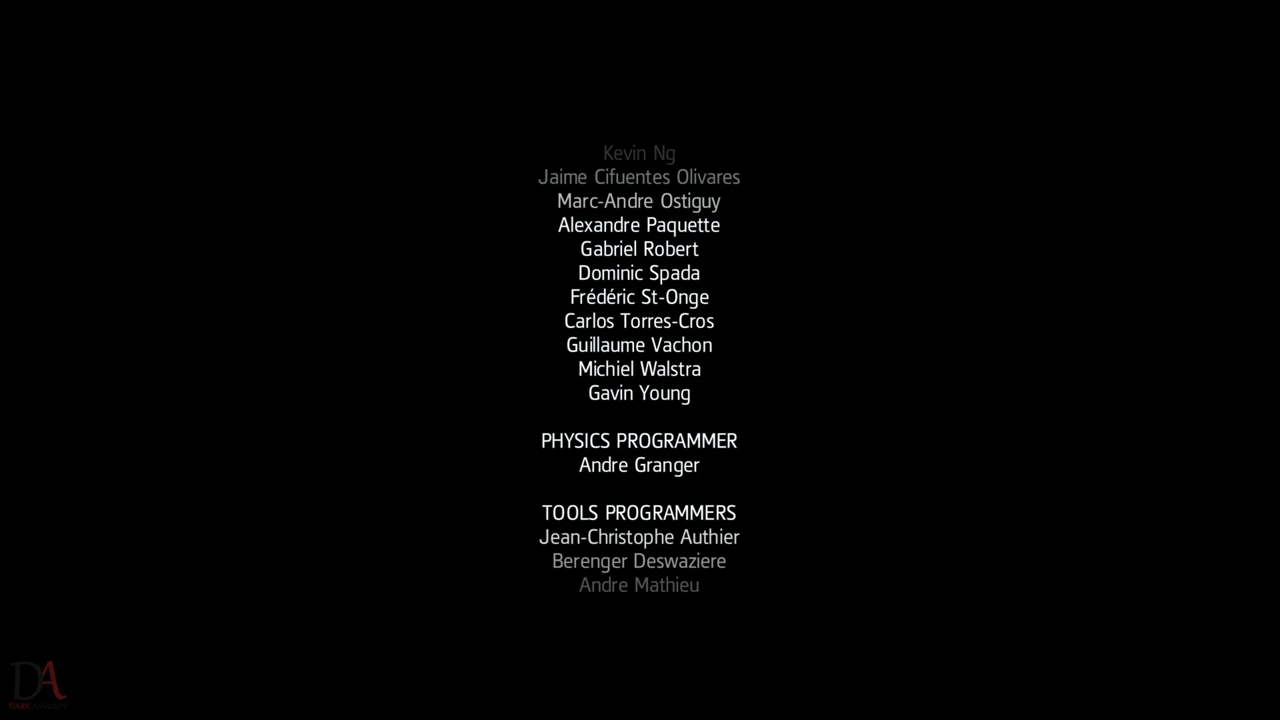 Kevin Ng
Jaime Cifuentes Olivares
Marc-Andre Ostiguy
Alexandre Paquette
Gabriel Robert
Dominic Spada
Frédéric St-Onge
Carlos Torres-Cros
Guillaume Vachon
Michiel Walstra
Gavin Young
PHYSICS PROGRAMMER
Andre Granger
TOOLS PROGRAMMERS
Jean-Christophe Authier
Berenger Deswaziere
Andre Mathieu
DA
DARK